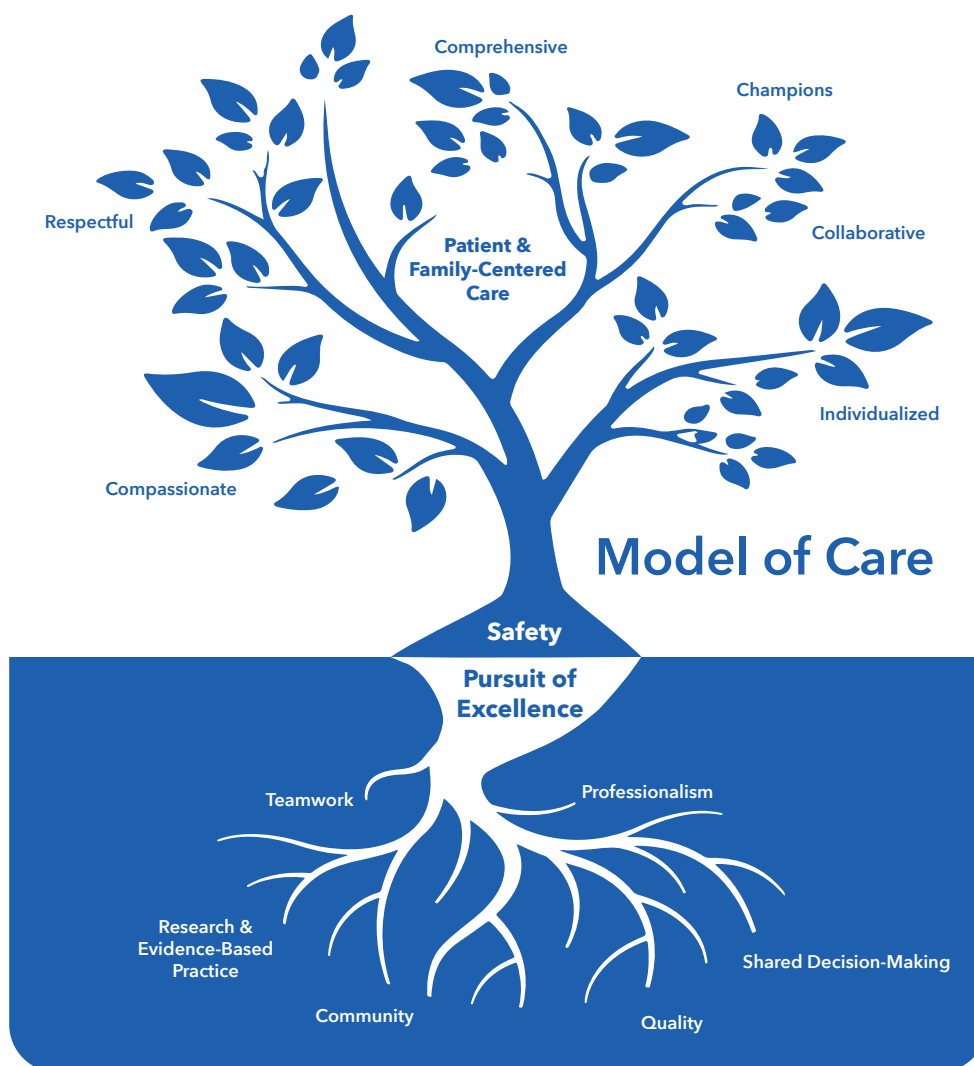 Comprehensive
Champions
Respectful
Collaborative
Patient &
Family-Centered
Care
Individualized
Compassionate
Model of Care
Safety
Pursuit of
Excellence
Teamwork
Professionalism
Research &
Evidence-Based
Practice
Shared Decision-Making
Community
Quality